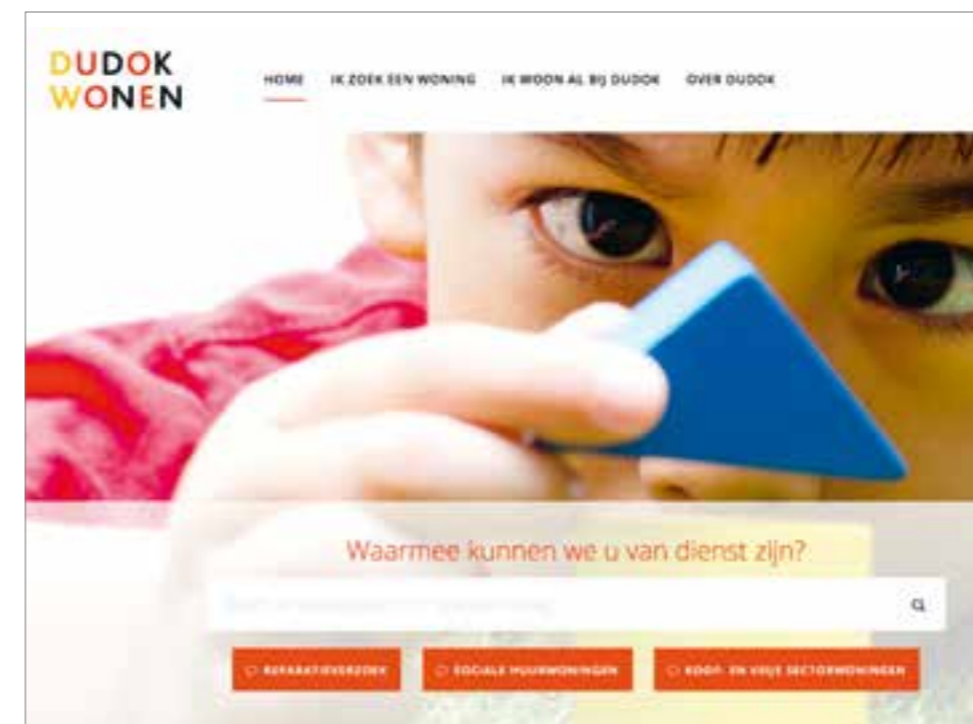 DUDOK
WONEN
HOME IK ZOEK EEN WONING IK WOON AL BIJ DUDOK OVER DUDOK
Waarmee kunnen we u van dienst zijn?
REPARATIEVERZOEK SOCIALE HUURWONINGEN KOOP- EN VRIJE SECTORWONINGEN